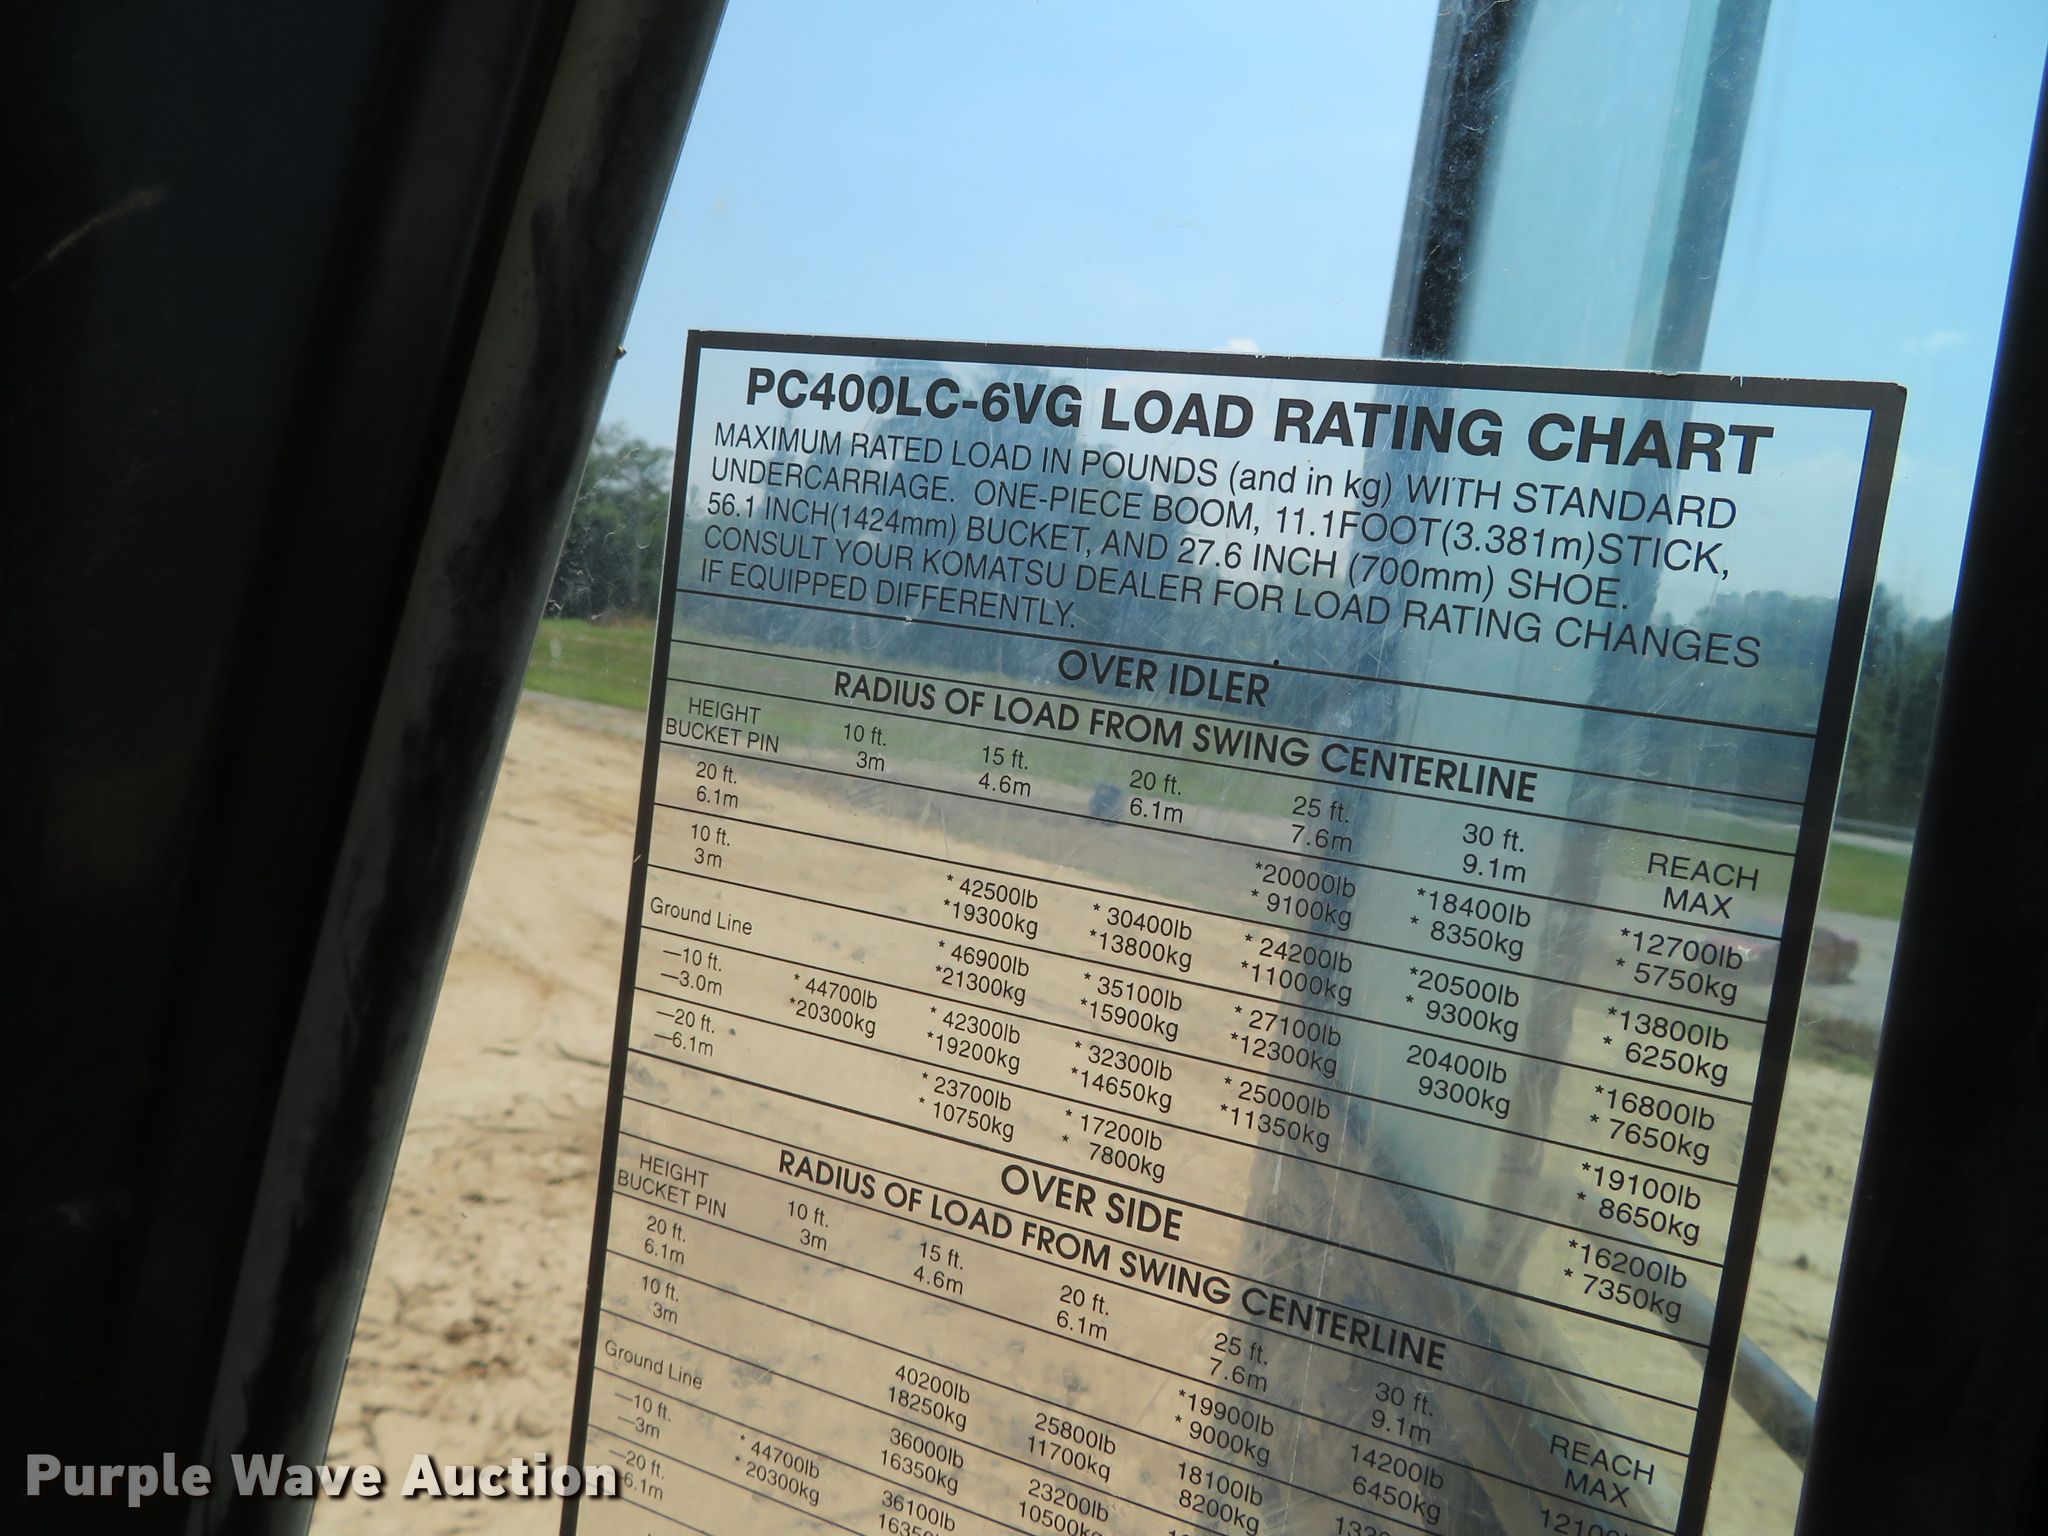 PC400LC-6VG LOAD RATING CHART
MAXIMUM RATED LOAD IN POUNDS (and in kg) WITH STANDARD
UNDERCARRIAGE. ONE-PIECE BOOM, 11.1FOOT(3.381m)STICK,
56.1 INCH(1424mm) BUCKET, AND 27.6 INCH (700mm) SHOE.
CONSULT YOUR KOMATSU DEALER FOR LOAD RATING CHANGES
IF EQUIPPED DIFFERENTLY.
OVER IDLER
RADIUS OF LOAD FROM SWING CENTERLINE
HEIGHT 10 ft. 15 ft. 20 ft. 25 ft. 30 ft. REACH
BUCKET PIN 3m 4.6m 6.1m 7.6m 9.1m MAX
20 ft. *20000lb *18400lb *12700lb
6.1m * 9100kg * 8350kg * 5750kg
10 ft. * 42500lb * 30400lb * 24200lb *20500lb *13800lb
3m *19300kg *13800kg *11000kg * 9300kg * 6250kg
Ground Line * 46900lb * 35100lb * 27100lb 20400lb *16800lb
*21300kg *15900kg *12300kg 9300kg * 7650kg
—10 ft. * 44700lb * 42300lb * 32300lb * 25000lb *19100lb
—3.0m *20300kg *19200kg *14650kg *11350kg * 8650kg
—20 ft. * 23700lb * 17200lb *16200lb
—6.1m * 10750kg * 7800kg * 7350kg
OVER SIDE
RADIUS OF LOAD FROM SWING CENTERLINE
HEIGHT 10 ft. 15 ft. 20 ft. 25 ft. 30 ft. REACH
BUCKET PIN 3m 4.6m 6.1m 7.6m 9.1m MAX
20 ft. *19900lb 14200lb
6.1m * 9000kg 6450kg
10 ft. 40200lb 25800lb 18100lb
3m 18250kg 11700kg 8200kg
Ground Line 36000lb 23200lb
16350kg
—10 ft. * 44700lb 36100lb
—3m * 20300kg
—20 ft.
6.1m
Purple Wave Auction